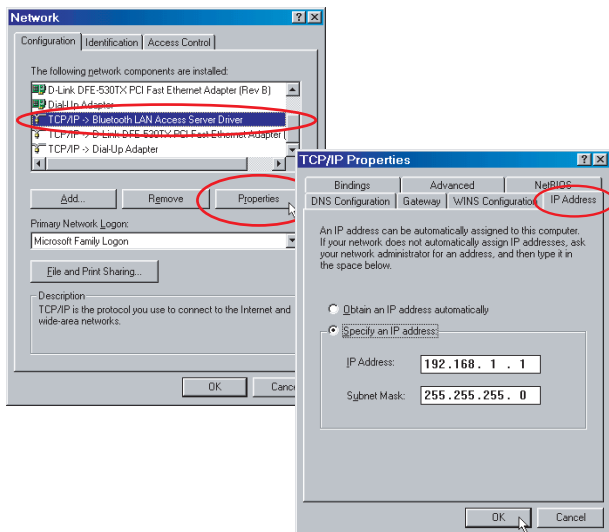 Network
Configuration Identification Access Control
The following network components are installed:
D-Link DFE-530TX PCI Fast Ethernet Adapter (Rev B)
Dial-Up Adapter
TCP/IP -> Bluetooth LAN Access Server Driver
TCP/IP -> D-Link DFE-530TX PCI Fast Ethernet Adapter (
TCP/IP -> Dial-Up Adapter
Add... Remove Properties
Primary Network Logon:
Microsoft Family Logon
File and Print Sharing...
Description
TCP/IP is the protocol you use to connect to the Internet and
wide-area networks.
OK
TCP/IP Properties
Bindings Advanced NetBIOS
DNS Configuration Gateway WINS Configuration IP Address
An IP address can be automatically assigned to this computer.
If your network does not automatically assign IP addresses, ask
your network administrator for an address, and then type it in
the space below.
Obtain an IP address automatically
Specify an IP address:
IP Address: 192.168. 1 . 1
Subnet Mask: 255.255.255. 0
OK Cancel